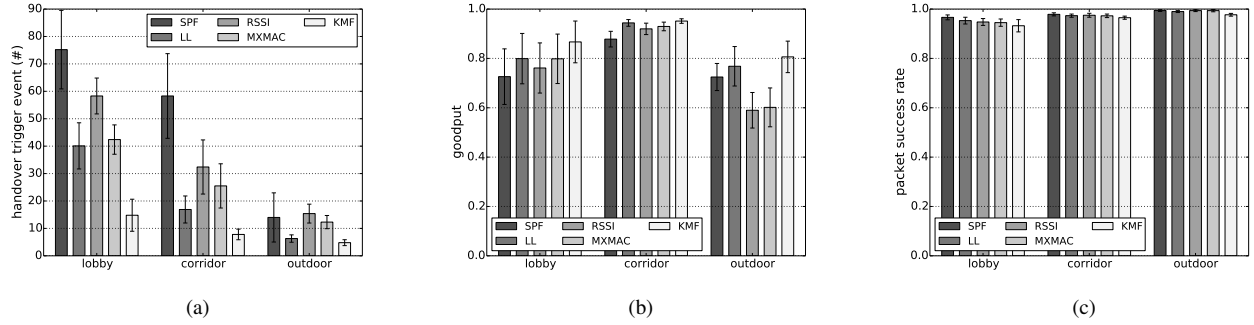 90
80
70
60
50
40
30
20
10
0
handover trigger event (#)
SPF
LL
RSSI
MXMAC
KMF
lobby
corridor
outdoor
(a)
1.0
0.8
0.6
0.4
0.2
0.0
goodput
SPF
LL
RSSI
MXMAC
KMF
lobby
corridor
outdoor
(b)
1.0
0.8
0.6
0.4
0.2
0.0
packet success rate
SPF
LL
RSSI
MXMAC
KMF
lobby
corridor
outdoor
(c)